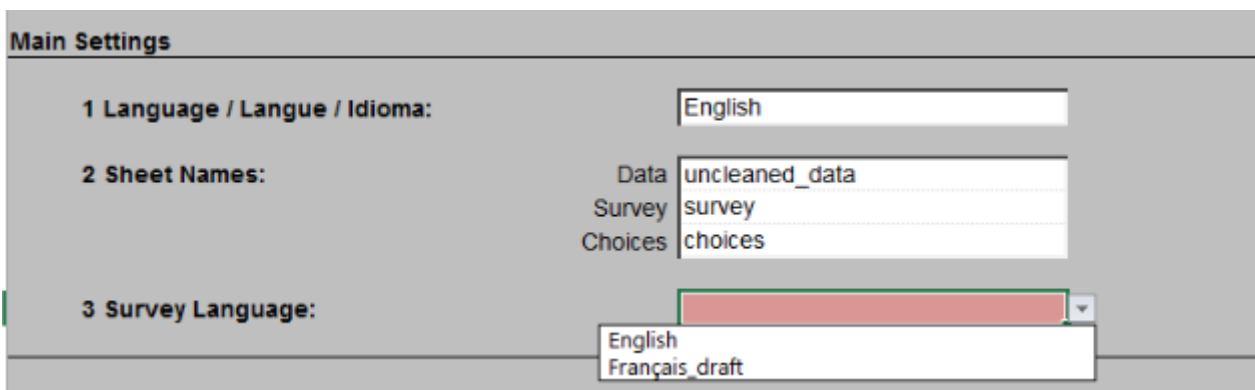 Main Settings
1 Language / Langue / Idioma: English
2 Sheet Names: Data uncleaned_data
Survey survey
Choices choices
3 Survey Language:
English
Français_draft